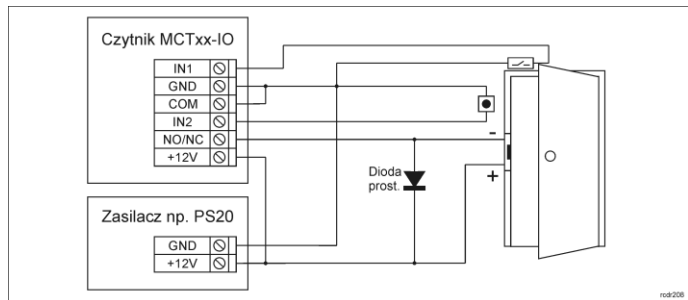 Czytnik MCTxx-IO
IN1
GND
COM
IN2
NO/NC
+12V
-
+
Dioda
prost.
Zasilacz np. PS20
GND
+12V
rcdr208